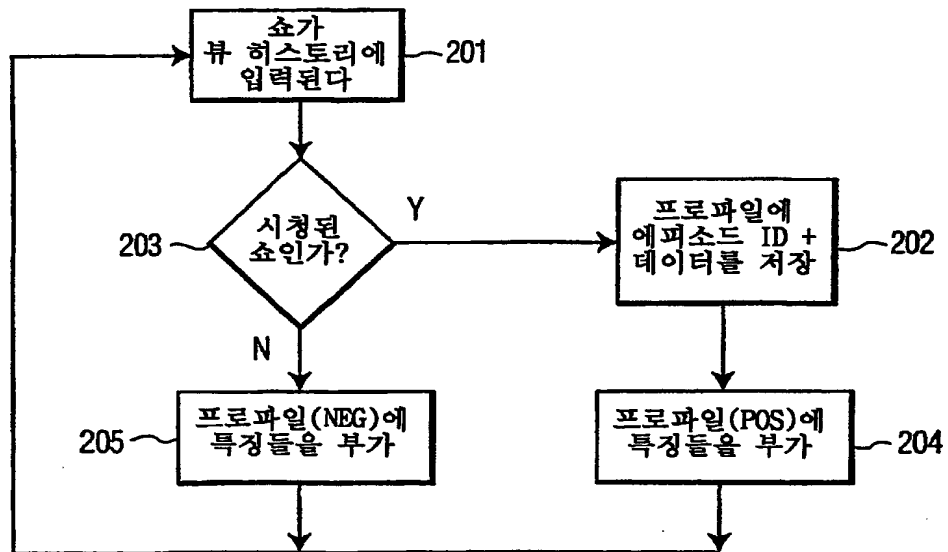 쇼가
뷰 히스토리에
입력된다
201
시청된
쇼인가?
203
Y
프로파일에
에피소드 ID +
데이터를 저장
202
N
프로파일(NEG)에
특징들을 부가
205
프로파일(POS)에
특징들을 부가
204